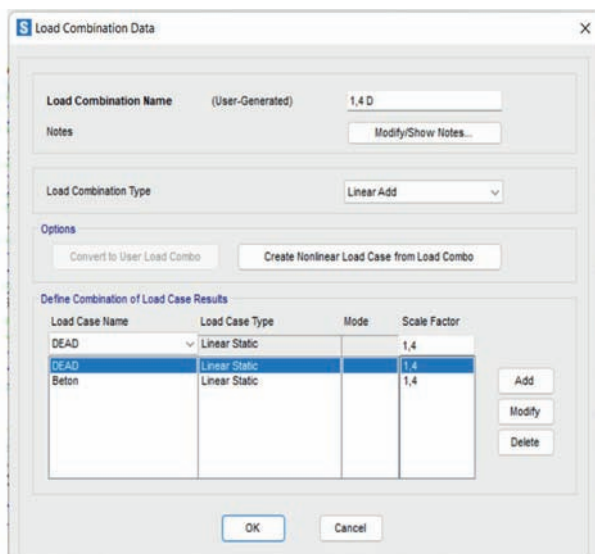 S Load Combination Data
Load Combination Name (User-Generated) 1,4 D
Notes Modify/Show Notes...
Load Combination Type Linear Add
Options
Convert to User Load Combo Create Nonlinear Load Case from Load Combo
Define Combination of Load Case Results
Load Case Name Load Case Type Mode Scale Factor
DEAD Linear Static 1,4
DEAD Linear Static 1,4
Beton Linear Static 1,4
Add
Modify
Delete
OK Cancel